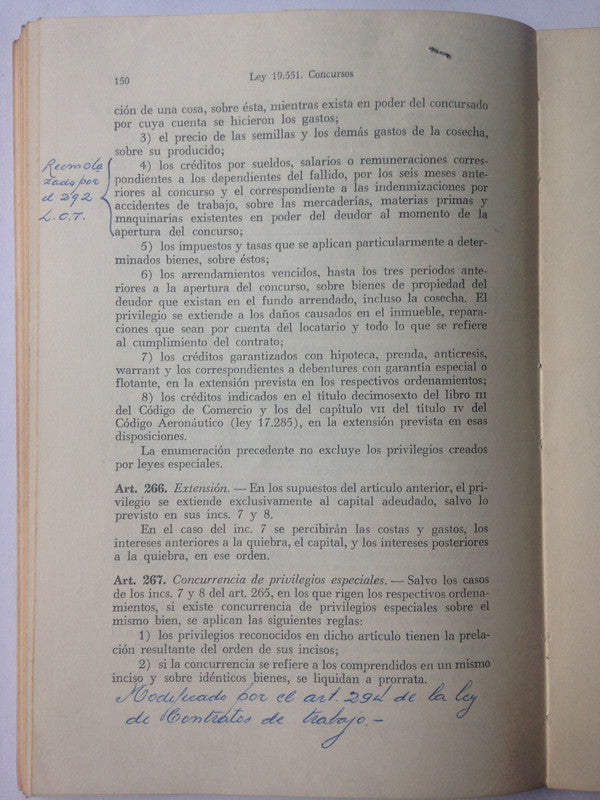 150
Ley 19.551. Concursos
ción de una cosa, sobre ésta, mientras exista en poder del concursado
por cuya cuenta se hicieron los gastos;
3) el precio de las semillas y los demás gastos de la cosecha,
sobre su producido;
4) los créditos por sueldos, salarios o remuneraciones corres-
pondientes a los dependientes del fallido, por los seis meses ante-
riores al concurso y el correspondiente a las indemnizaciones por
accidentes de trabajo, sobre las mercaderías, materias primas y
maquinarias existentes en poder del deudor al momento de la
apertura del concurso;
Reempla
zado por
el 292
L.C.T.
5) los impuestos y tasas que se aplican particularmente a deter-
minados bienes, sobre éstos;
6) los arrendamientos vencidos, hasta los tres períodos ante-
riores a la apertura del concurso, sobre bienes de propiedad del
deudor que existan en el fundo arrendado, incluso la cosecha. El
privilegio se extiende a los daños causados en el inmueble, repara-
ciones que sean por cuenta del locatario y todo lo que se refiere
al cumplimiento del contrato;
7) los créditos garantizados con hipoteca, prenda, anticresis,
warrant y los correspondientes a debentures con garantía especial o
flotante, en la extensión prevista en los respectivos ordenamientos;
8) los créditos indicados en el título decimosexto del libro III
del Código de Comercio y los del capítulo VII del título IV del
Código Aeronáutico (ley 17.285), en la extensión prevista en esas
disposiciones.
La enumeración precedente no excluye los privilegios creados
por leyes especiales.
Art. 266. Extensión. — En los supuestos del artículo anterior, el pri-
vilegio se extiende exclusivamente al capital adeudado, salvo lo
previsto en sus incs. 7 y 8.
En el caso del inc. 7 se percibirán las costas y gastos, los
intereses anteriores a la quiebra, el capital, y los intereses posteriores
a la quiebra, en ese orden.
Art. 267. Concurrencia de privilegios especiales. — Salvo los casos
de los incs. 7 y 8 del art. 265, en los que rigen los respectivos ordena-
mientos, si existe concurrencia de privilegios especiales sobre el
mismo bien, se aplican las siguientes reglas:
1) los privilegios reconocidos en dicho artículo tienen la prela-
ción resultante del orden de sus incisos;
2) si la concurrencia se refiere a los comprendidos en un mismo
inciso y sobre idénticos bienes, se liquidan a prorrata.
Modificado por el art. 294 de la ley
de Contratos de trabajo.-